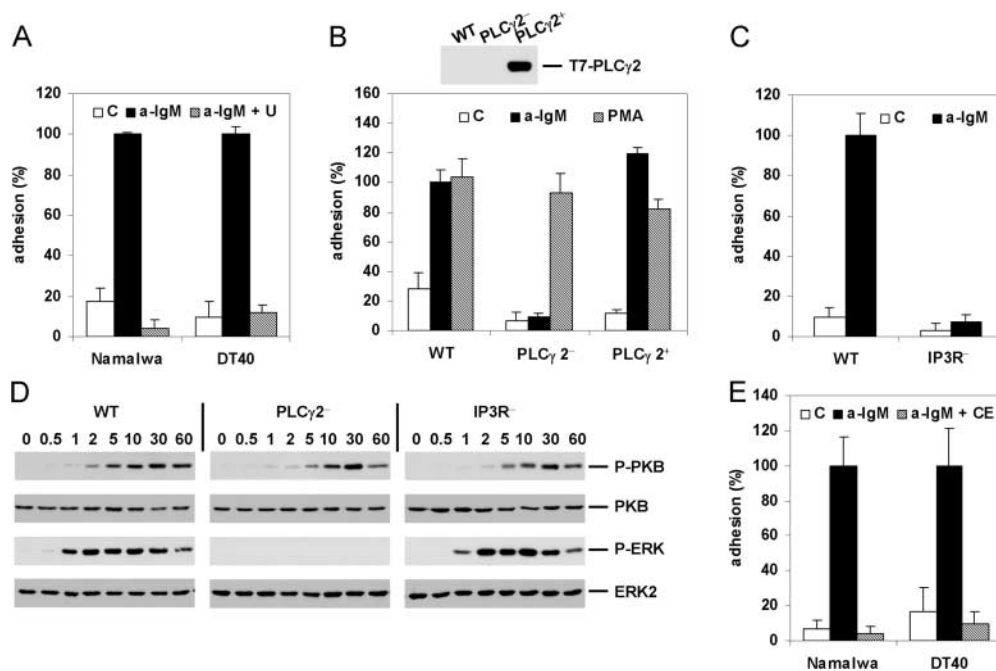 A
120
100
80
60
40
20
0
adhesion (%)
C a-IgM a-IgM + U
Namalwa DT40
B
WT PLCγ2⁻ PLCγ2⁺
T7-PLCγ2
160
140
120
100
80
60
40
20
0
adhesion (%)
C a-IgM PMA
WT PLCγ 2⁻ PLCγ 2⁺
C
120
100
80
60
40
20
0
adhesion (%)
C a-IgM
WT IP3R⁻
D
WT PLCγ2⁻ IP3R⁻
0 0.5 1 2 5 10 30 60 0 0.5 1 2 5 10 30 60 0 0.5 1 2 5 10 30 60
P-PKB
PKB
P-ERK
ERK2
E
140
120
100
80
60
40
20
0
adhesion (%)
C a-IgM a-IgM + CE
Namalwa DT40